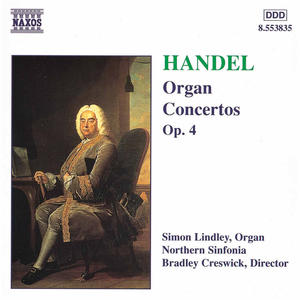 NAXOS
DDD
8.553835
HANDEL
Organ
Concertos
Op. 4
Simon Lindley, Organ
Northern Sinfonia
Bradley Creswick, Director